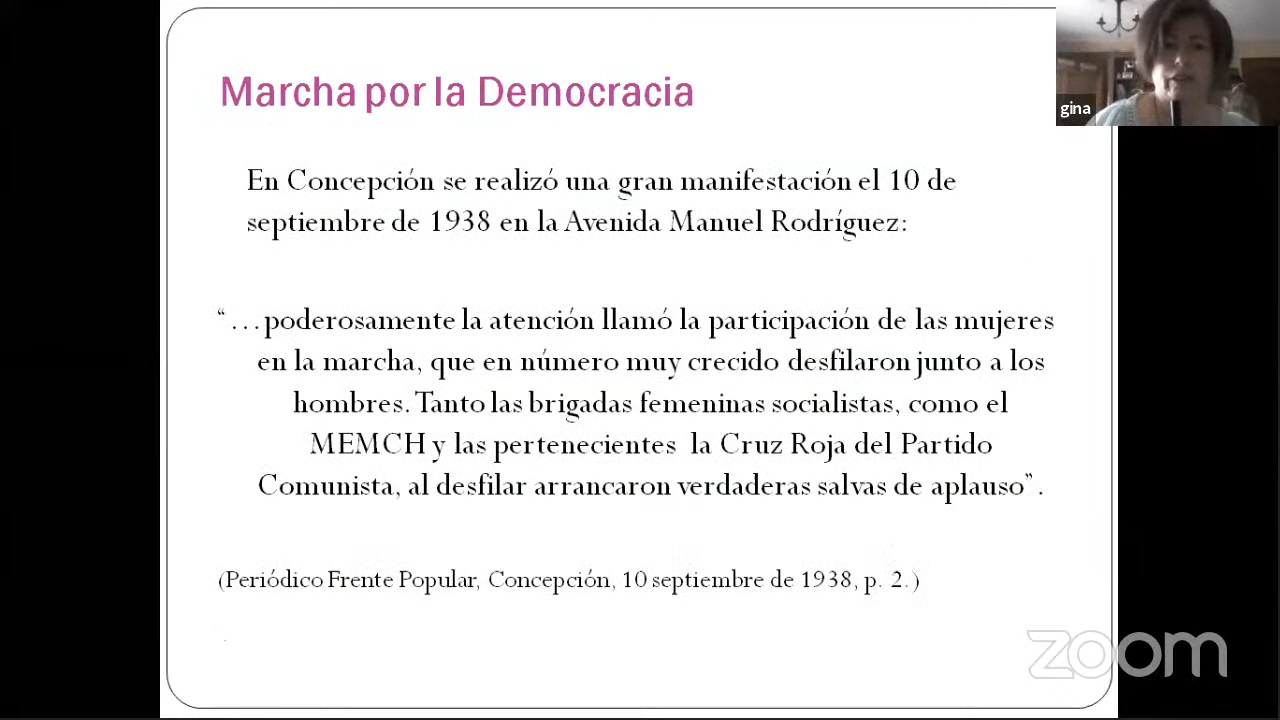 Marcha por la Democracia
gina
En Concepción se realizó una gran manifestación el 10 de
septiembre de 1938 en la Avenida Manuel Rodríguez:
“…poderosamente la atención llamó la participación de las mujeres
en la marcha, que en número muy crecido desfilaron junto a los
hombres. Tanto las brigadas femeninas socialistas, como el
MEMCH y las pertenecientes la Cruz Roja del Partido
Comunista, al desfilar arrancaron verdaderas salvas de aplauso”.
(Periódico Frente Popular, Concepción, 10 septiembre de 1938, p. 2.)
zoom